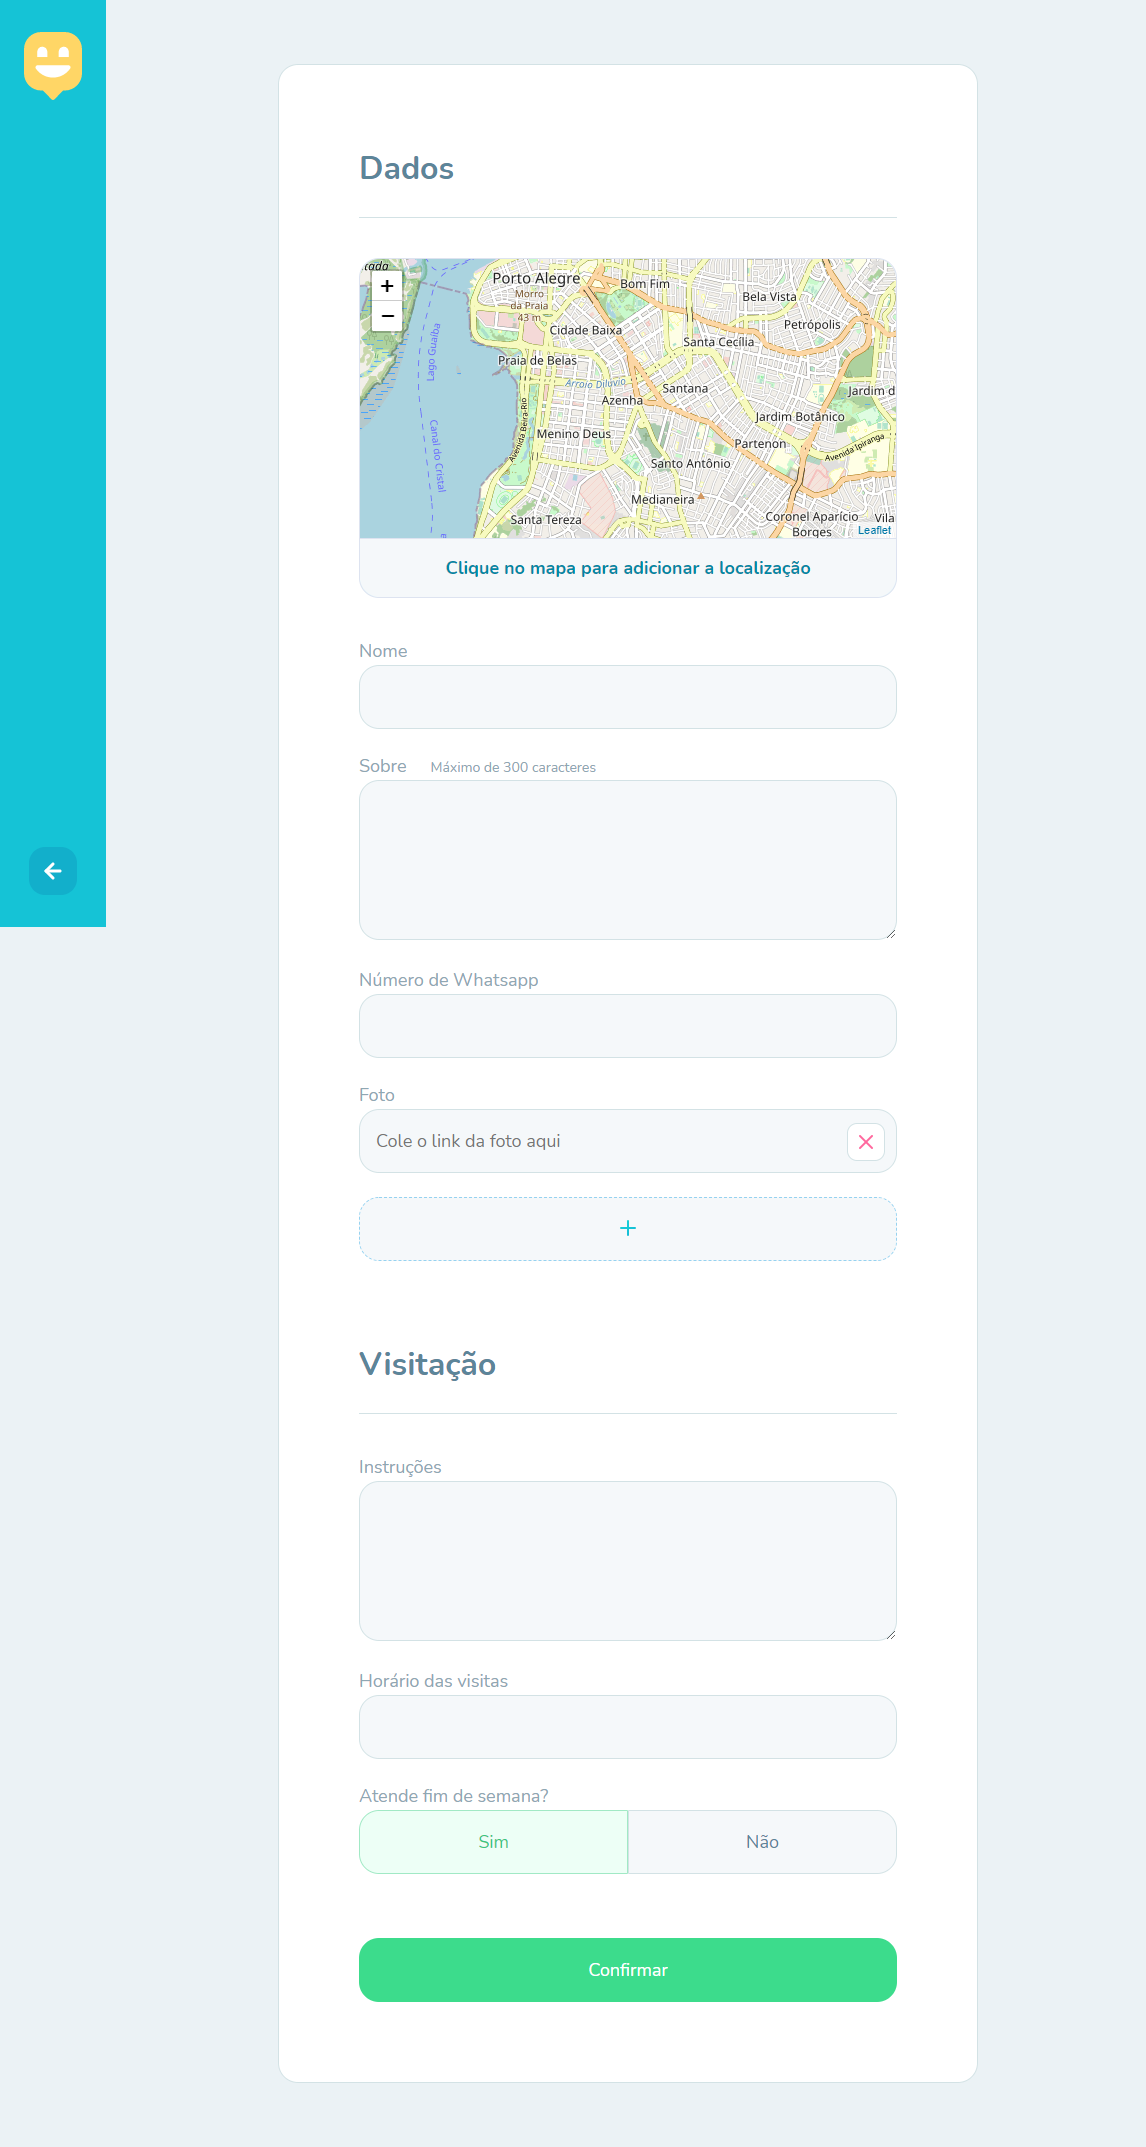 Dados
+
−
Porto Alegre
Bom Fim
Morro
da Praia
43 m
Bela Vista
Petrópolis
Cidade Baixa
Santa Cecília
Lago Guaíba
Praia de Belas
Arroio Dilúvio
Santana
Jardim d
Azenha
Avenida Beira-Rio
Jardim Botânico
Canal do Cristal
Menino Deus
Partenon
Avenida Ipiranga
Santo Antônio
Medianeira
Santa Tereza
Coronel Aparício
Borges
Vila
Leaflet
Clique no mapa para adicionar a localização
Nome
Sobre Máximo de 300 caracteres
Número de Whatsapp
Foto
Cole o link da foto aqui
+
Visitação
Instruções
Horário das visitas
Atende fim de semana?
Sim Não
Confirmar